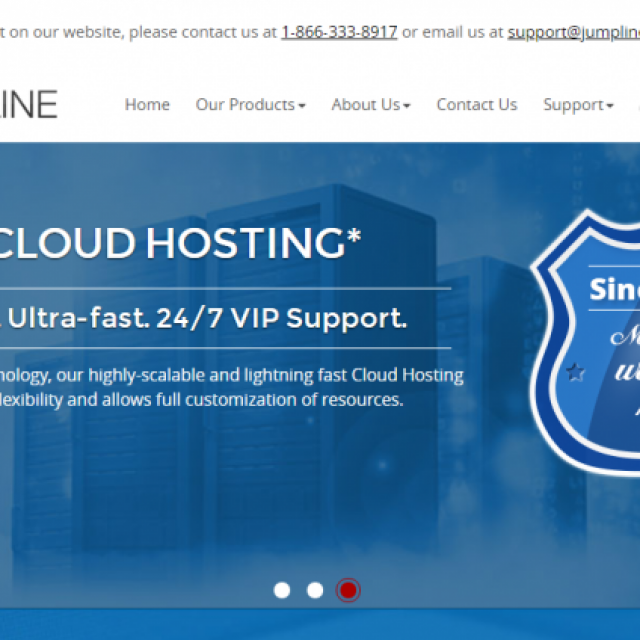 t on our website, please contact us at 1-866-333-8917 or email us at support@jumpline
INE
Home Our Products About Us Contact Us Support
CLOUD HOSTING*
. Ultra-fast. 24/7 VIP Support.
nology, our highly-scalable and lightning fast Cloud Hosting
lexibility and allows full customization of resources.
Sinc